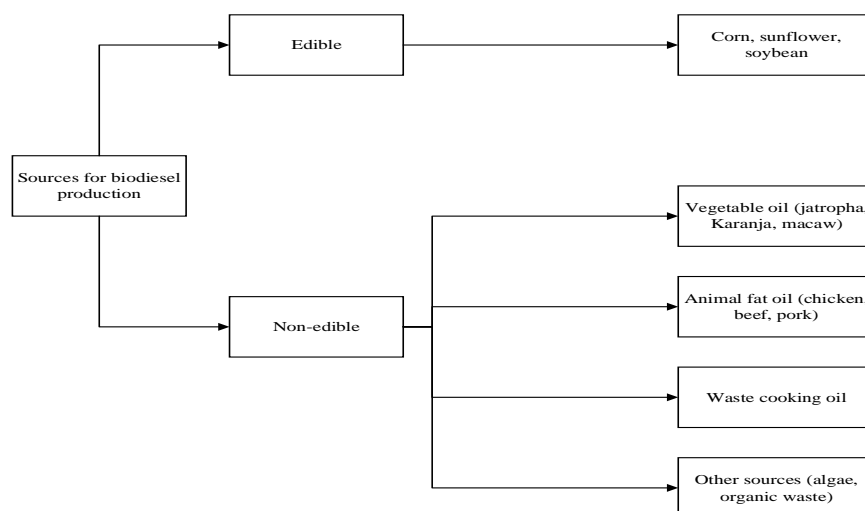 Edible
Corn, sunflower,
soybean
Sources for biodiesel
production
Vegetable oil (jatropha,
Karanja, macaw)
Animal fat oil (chicken,
beef, pork)
Non-edible
Waste cooking oil
Other sources (algae,
organic waste)